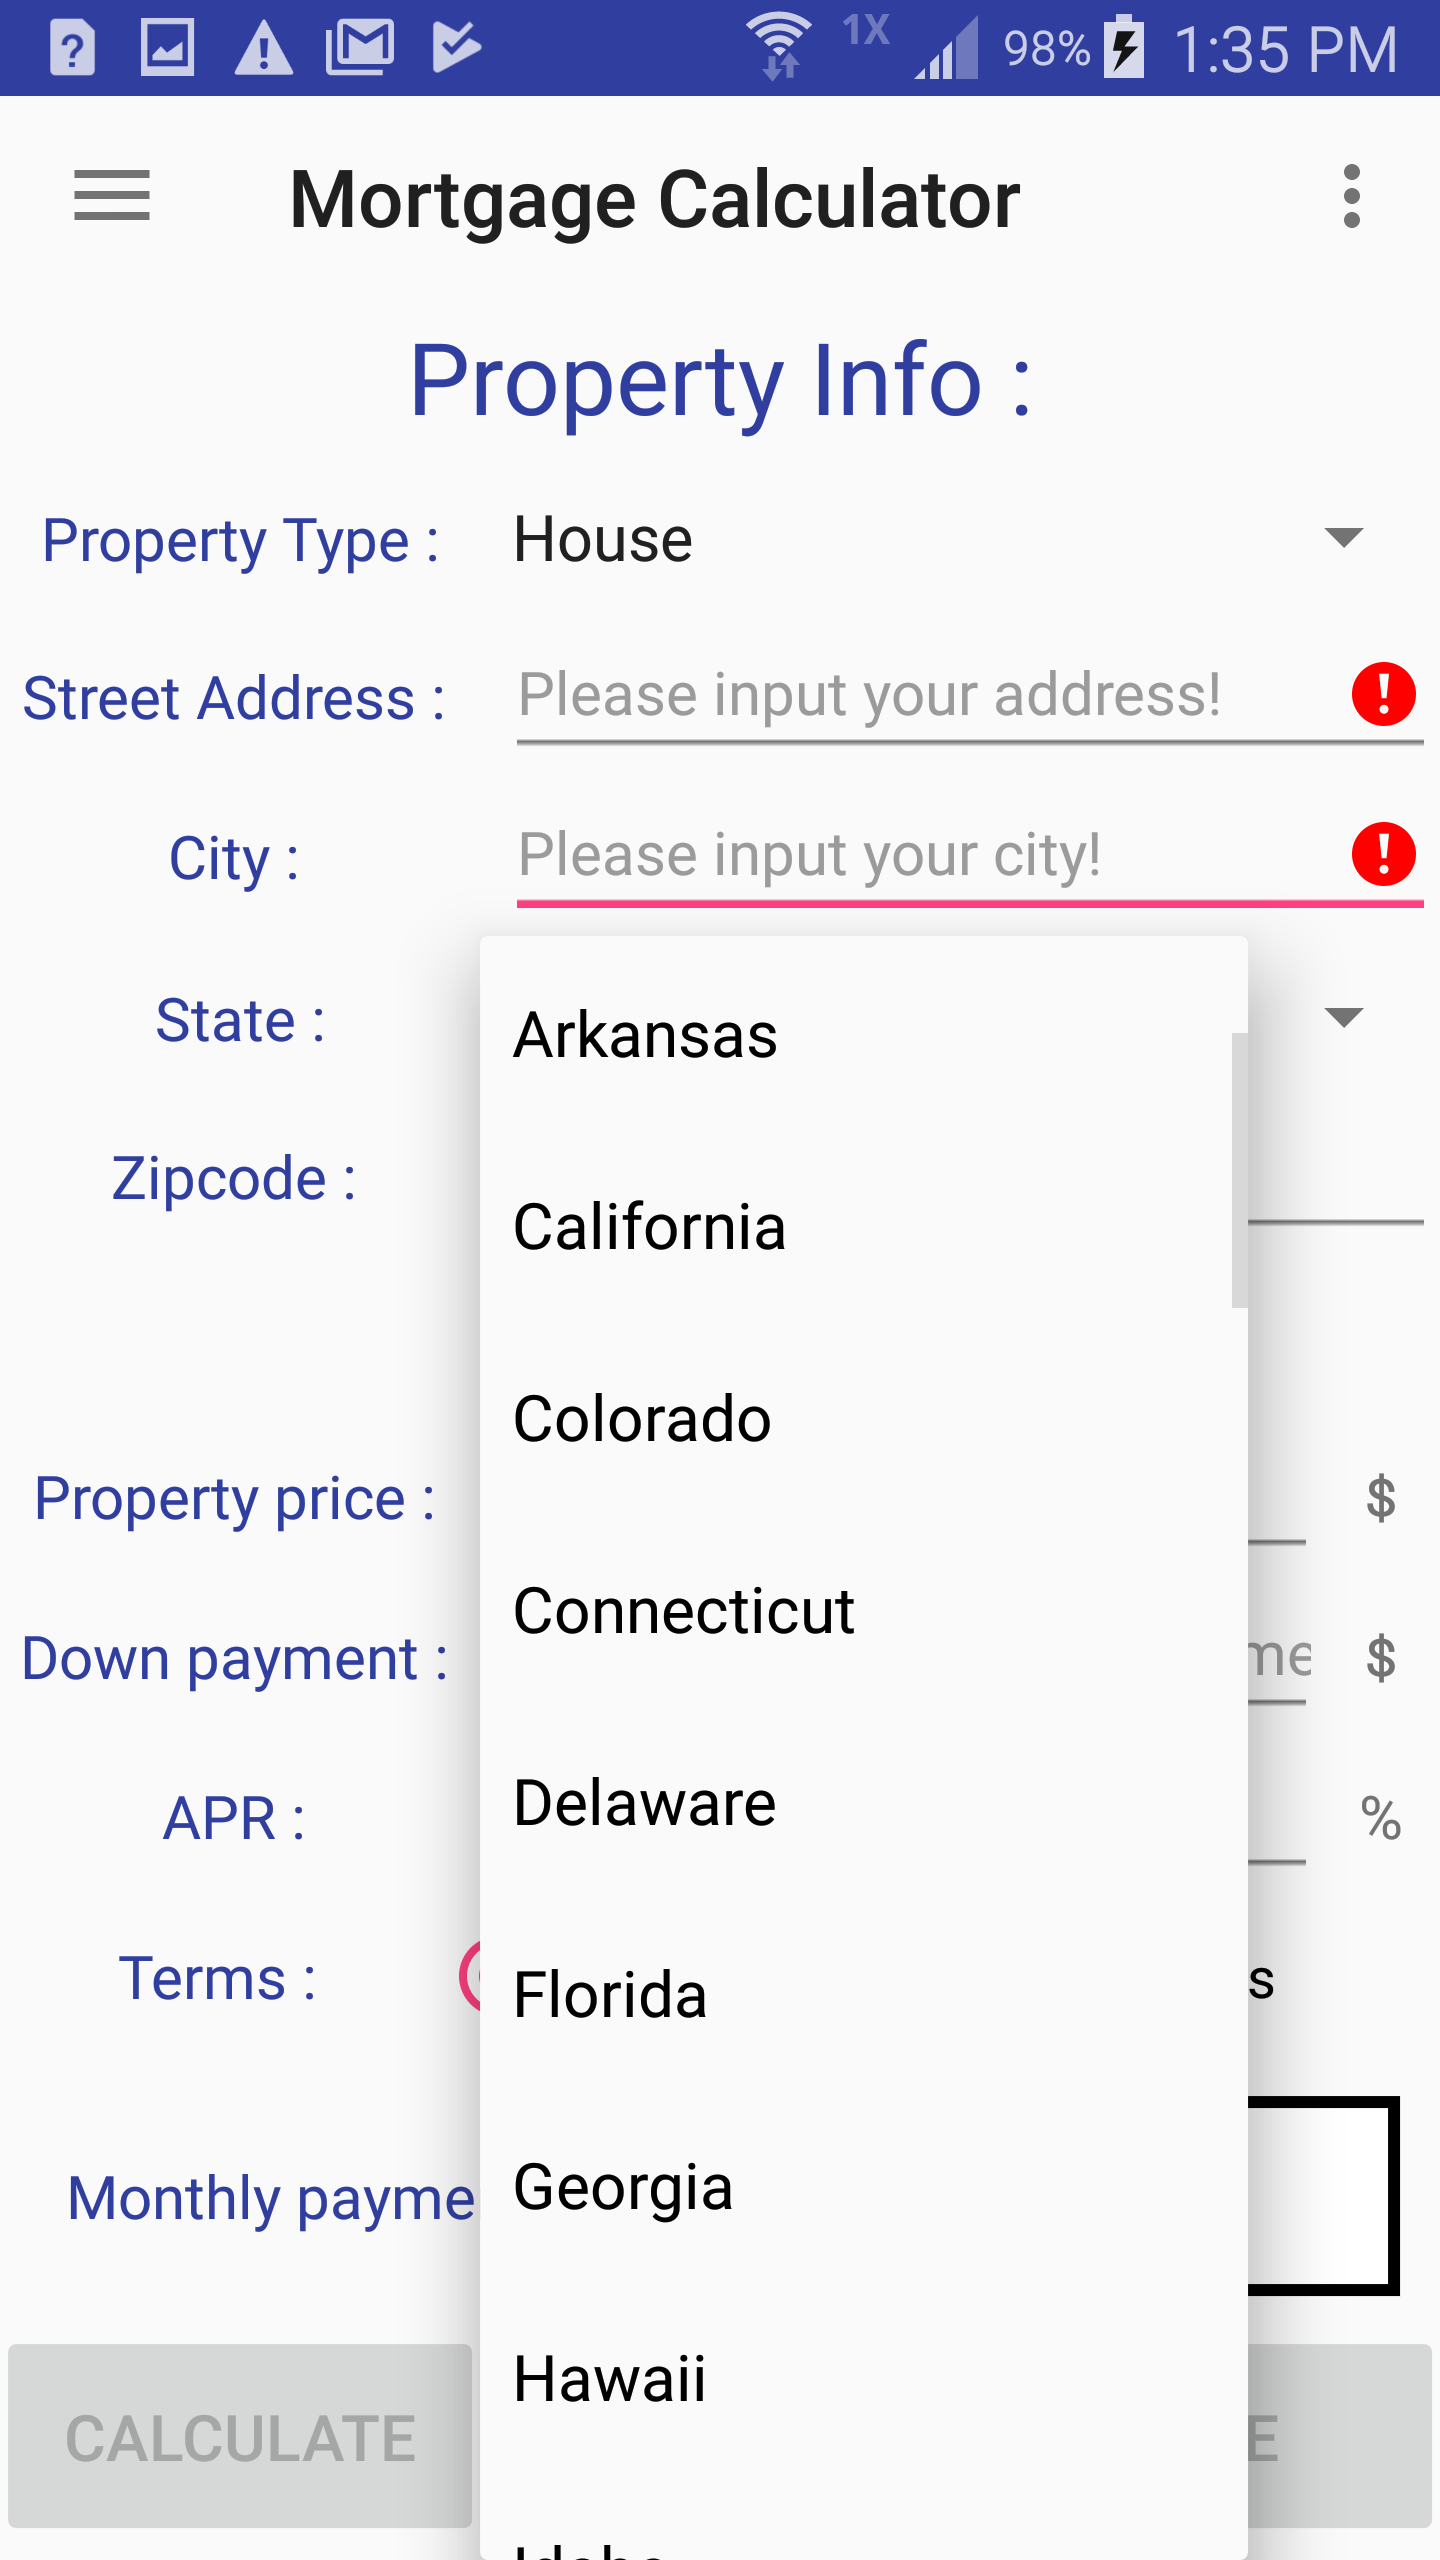 1X 98% 1:35 PM
Mortgage Calculator
Property Info :
Property Type : House
Street Address : Please input your address!
City : Please input your city!
State :
Arkansas
Zipcode :
California
Colorado
Property price : $
Connecticut
Down payment : me $
Delaware
APR : %
Terms : s
Florida
Georgia
Monthly payme
Hawaii
CALCULATE E
Idaho